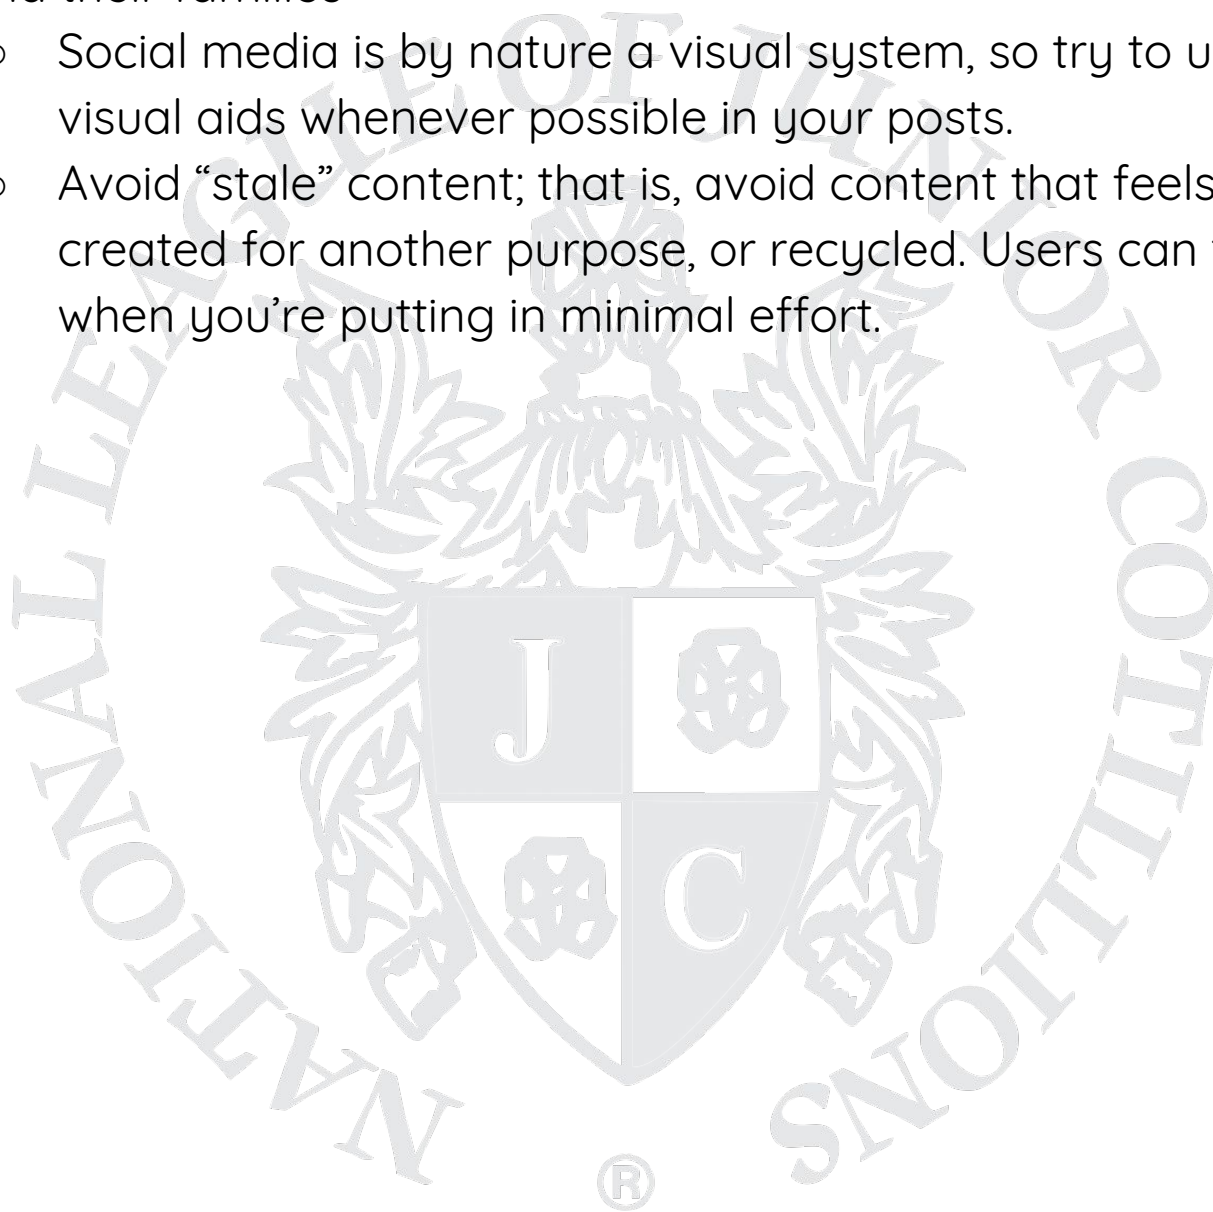 their families
Social media is by nature a visual system, so try to
visual aids whenever possible in your posts.
Avoid “stale” content; that is, avoid content that feels
created for another purpose, or recycled. Users can
when you’re putting in minimal effort.
NATIONAL LEAGUE OF JUNIOR COTILLIONS
J
C
®